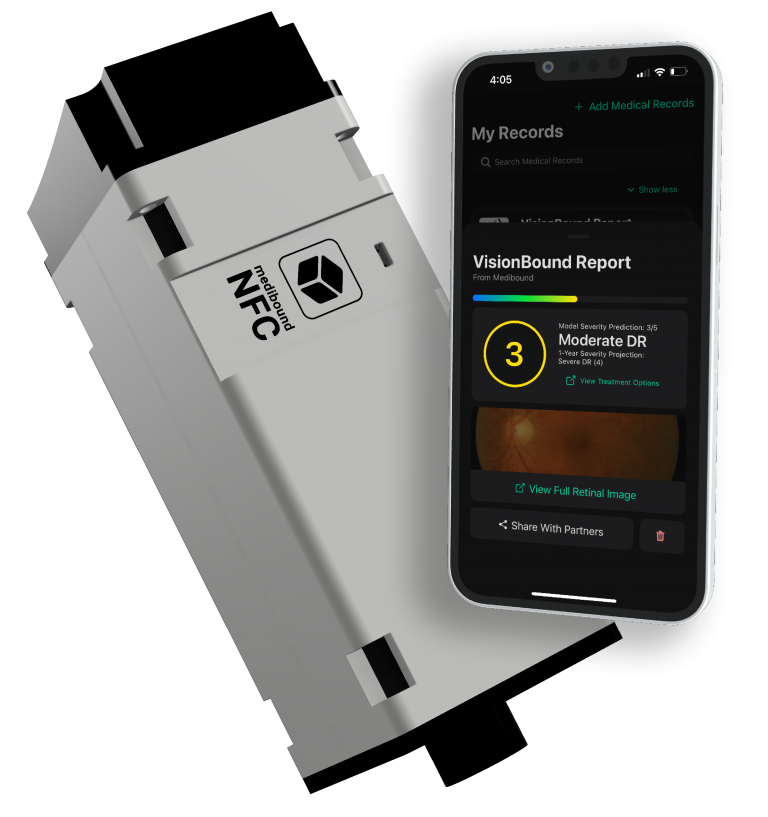 medibound
NFC
4:05
+ Add Medical Records
My Records
Search Medical Records
Show less
VisionBound Report
VisionBound Report
From Medibound
3
Model Severity Prediction: 3/5
Moderate DR
1-Year Severity Projection:
Severe DR (4)
View Treatment Options
View Full Retinal Image
Share With Partners